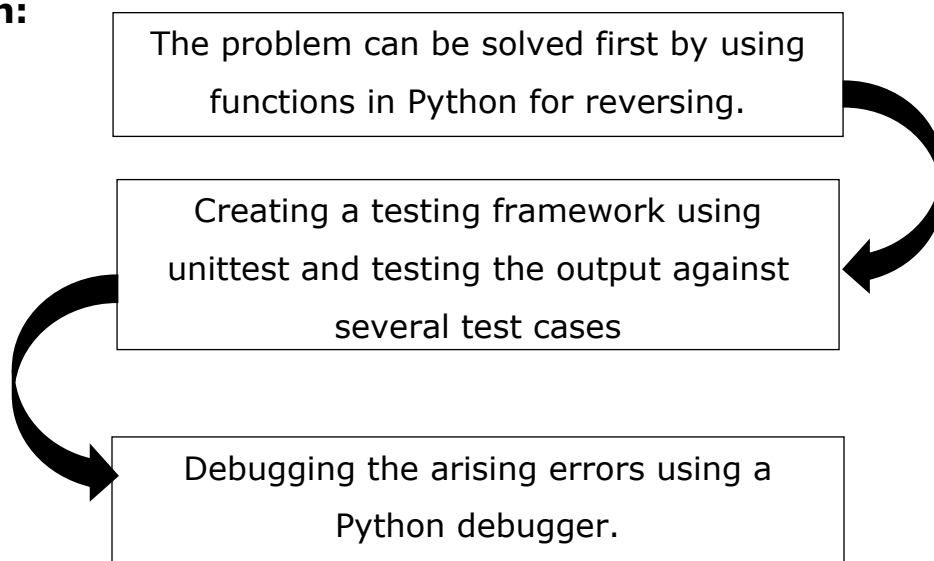 n:
The problem can be solved first by using
functions in Python for reversing.
Creating a testing framework using
unittest and testing the output against
several test cases
Debugging the arising errors using a
Python debugger.